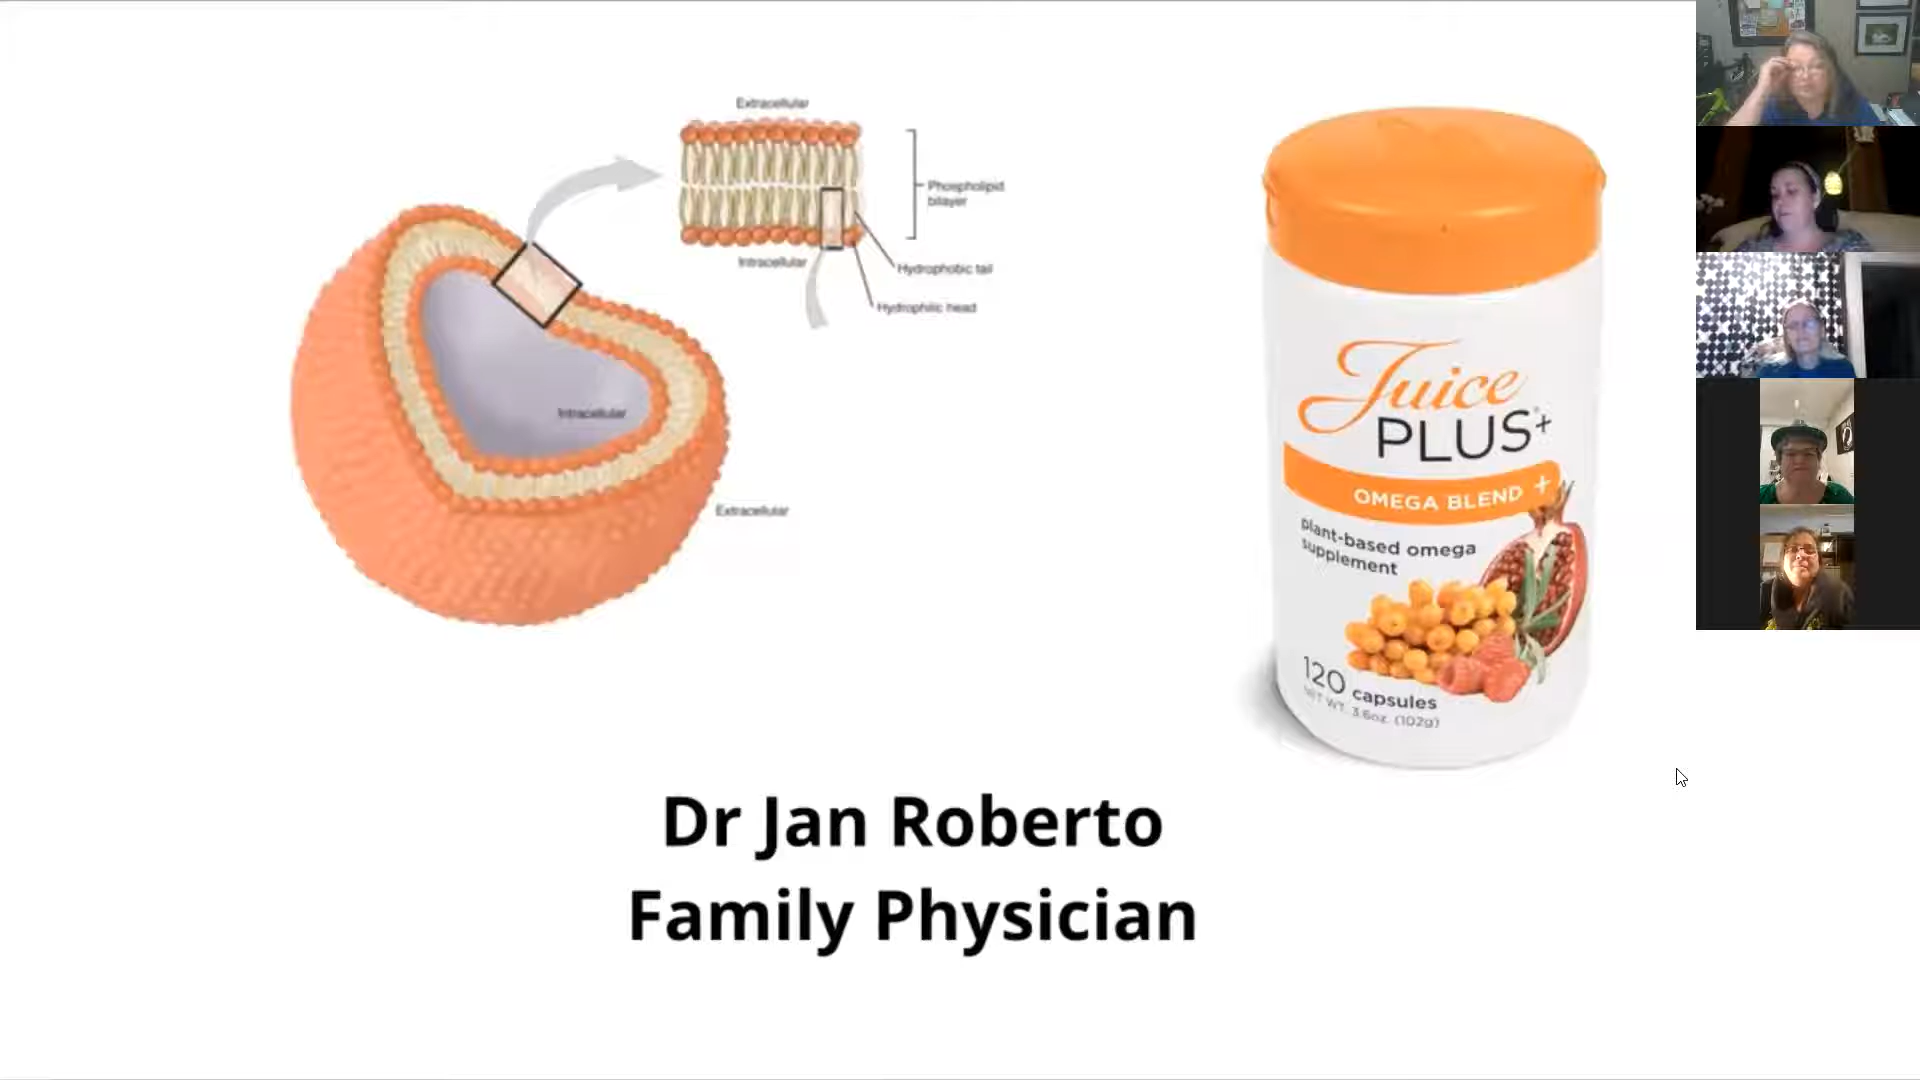 Extracellular
Phospholipid
bilayer
Intracellular
Hydrophobic tail
Hydrophilic head
Intracellular
Extracellular
Juice
PLUS+
OMEGA BLEND +
plant-based omega
supplement
120 capsules
NET WT. 3.6oz. (102g)
Dr Jan Roberto
Family Physician